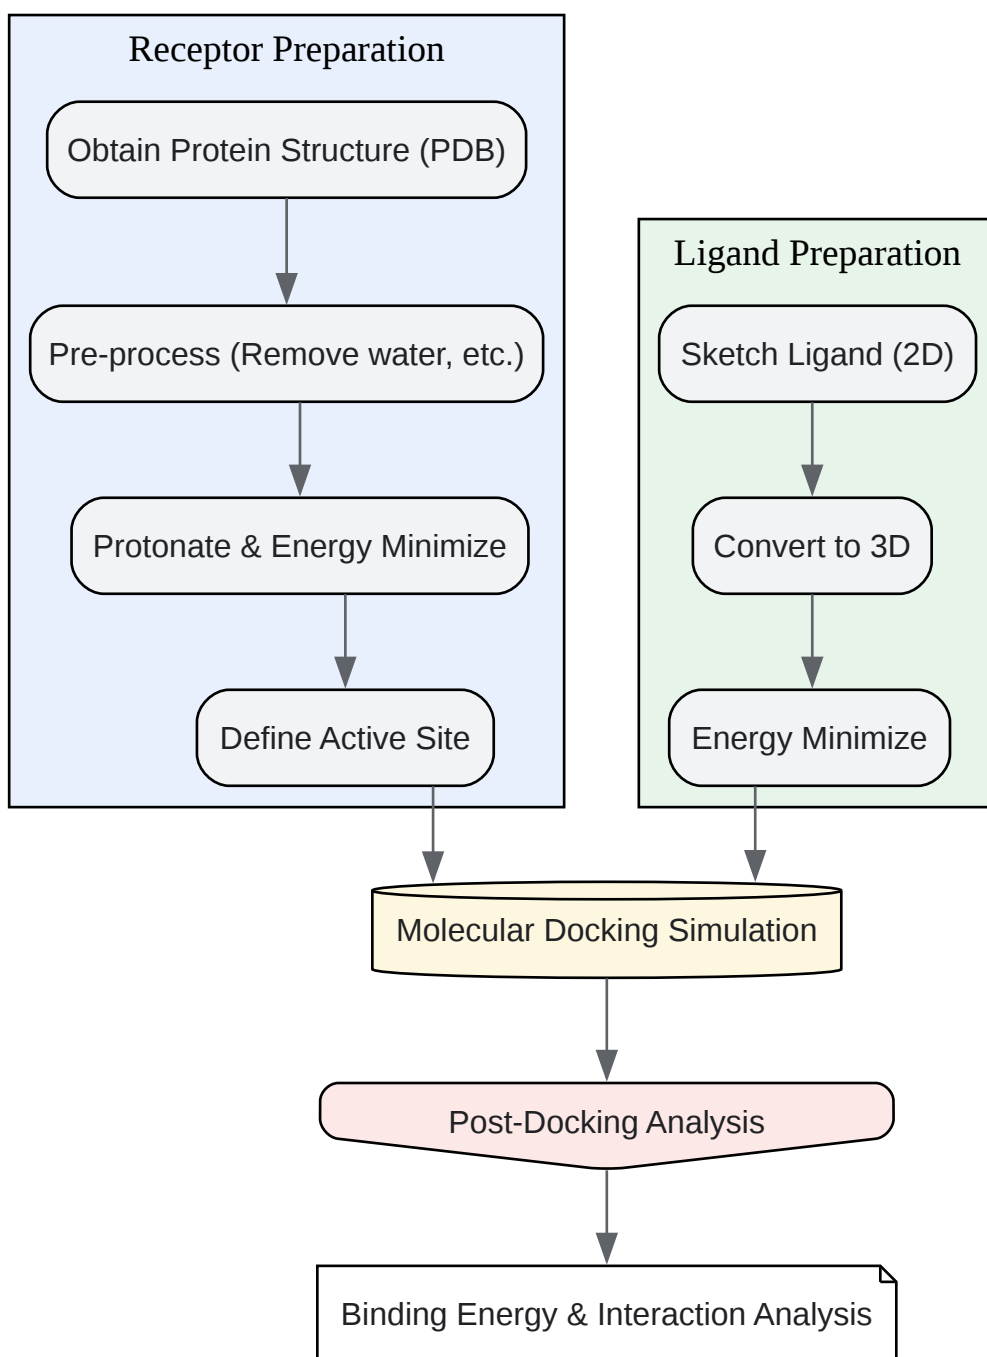 Receptor Preparation
Obtain Protein Structure (PDB)
Pre-process (Remove water, etc.)
Protonate & Energy Minimize
Define Active Site
Ligand Preparation
Sketch Ligand (2D)
Convert to 3D
Energy Minimize
Molecular Docking Simulation
Post-Docking Analysis
Binding Energy & Interaction Analysis